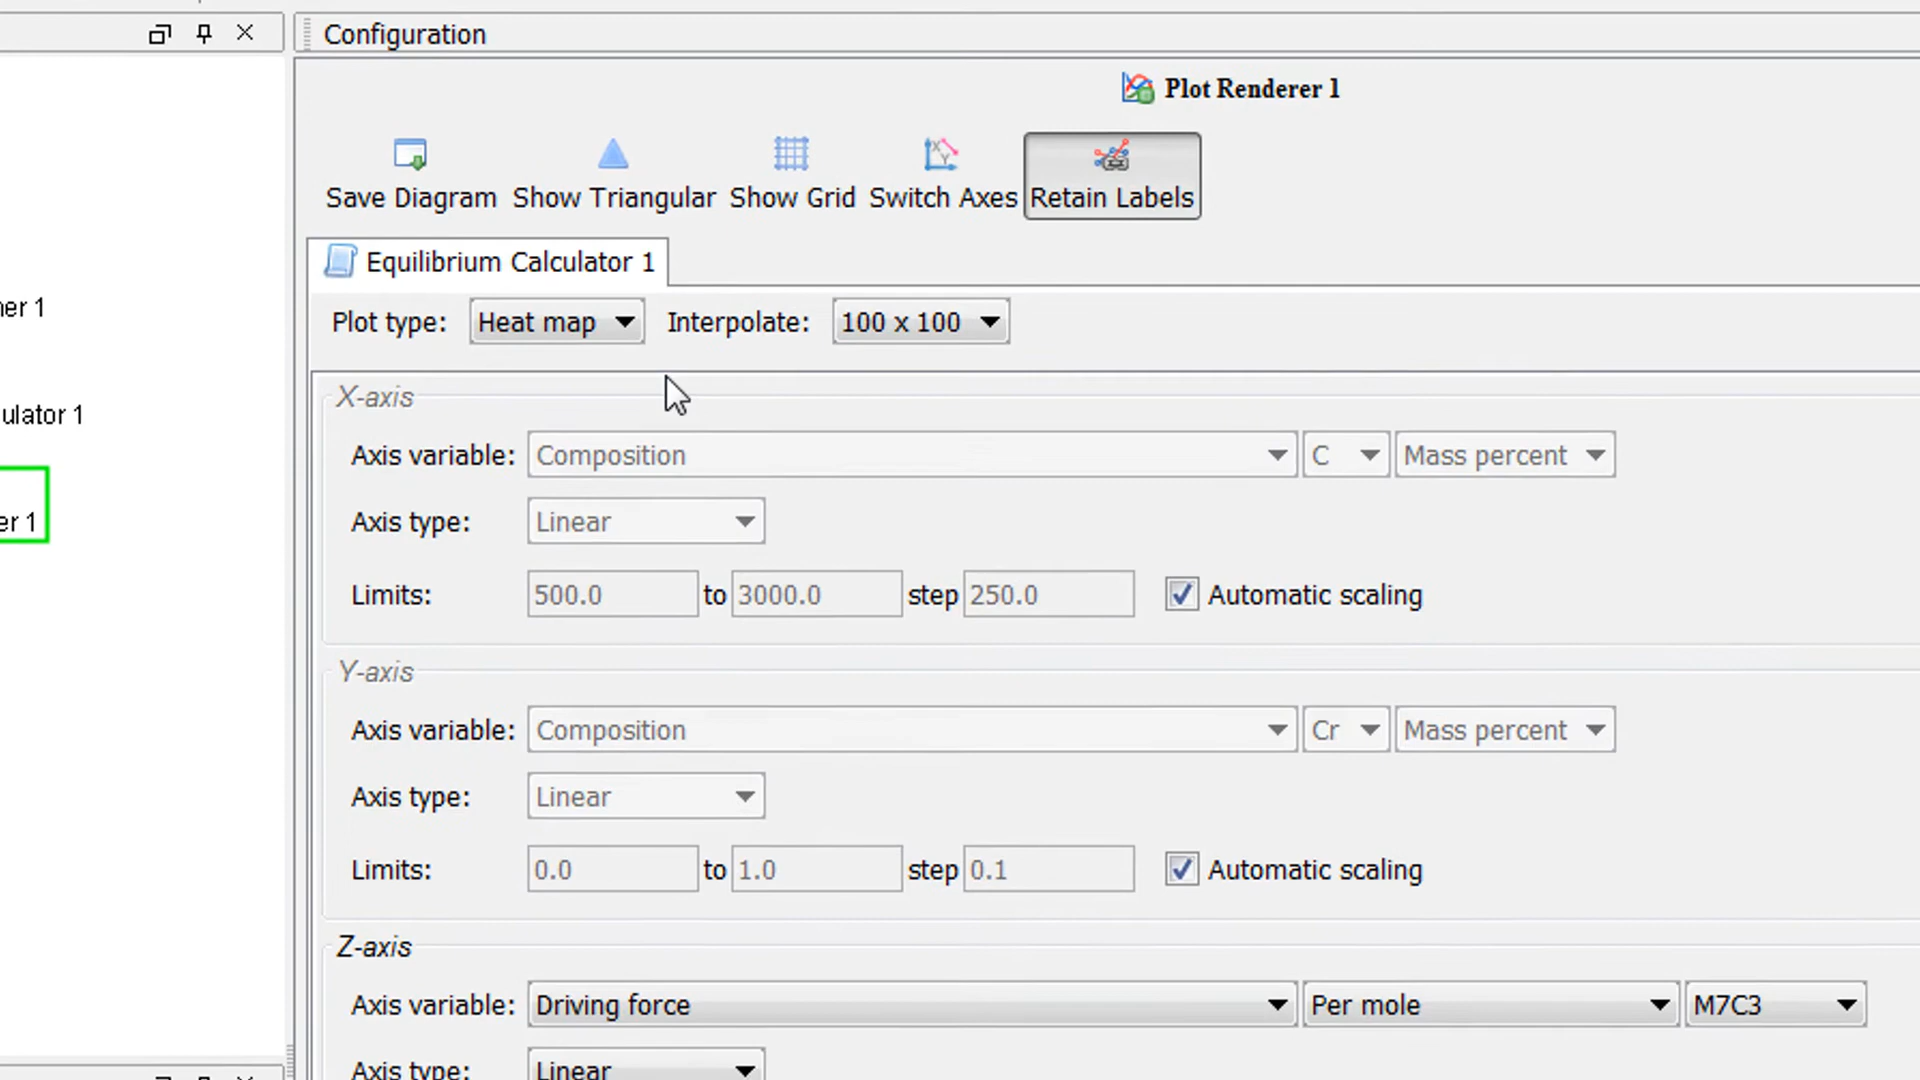 Configuration
Plot Renderer 1
Save Diagram Show Triangular Show Grid Switch Axes Retain Labels
Equilibrium Calculator 1
Plot type: Heat map Interpolate: 100 x 100
X-axis
Axis variable: Composition C Mass percent
Axis type: Linear
Limits: 500.0 to 3000.0 step 250.0 Automatic scaling
Y-axis
Axis variable: Composition Cr Mass percent
Axis type: Linear
Limits: 0.0 to 1.0 step 0.1 Automatic scaling
Z-axis
Axis variable: Driving force Per mole M7C3
Axis type: Linear
ner 1
ulator 1
er 1